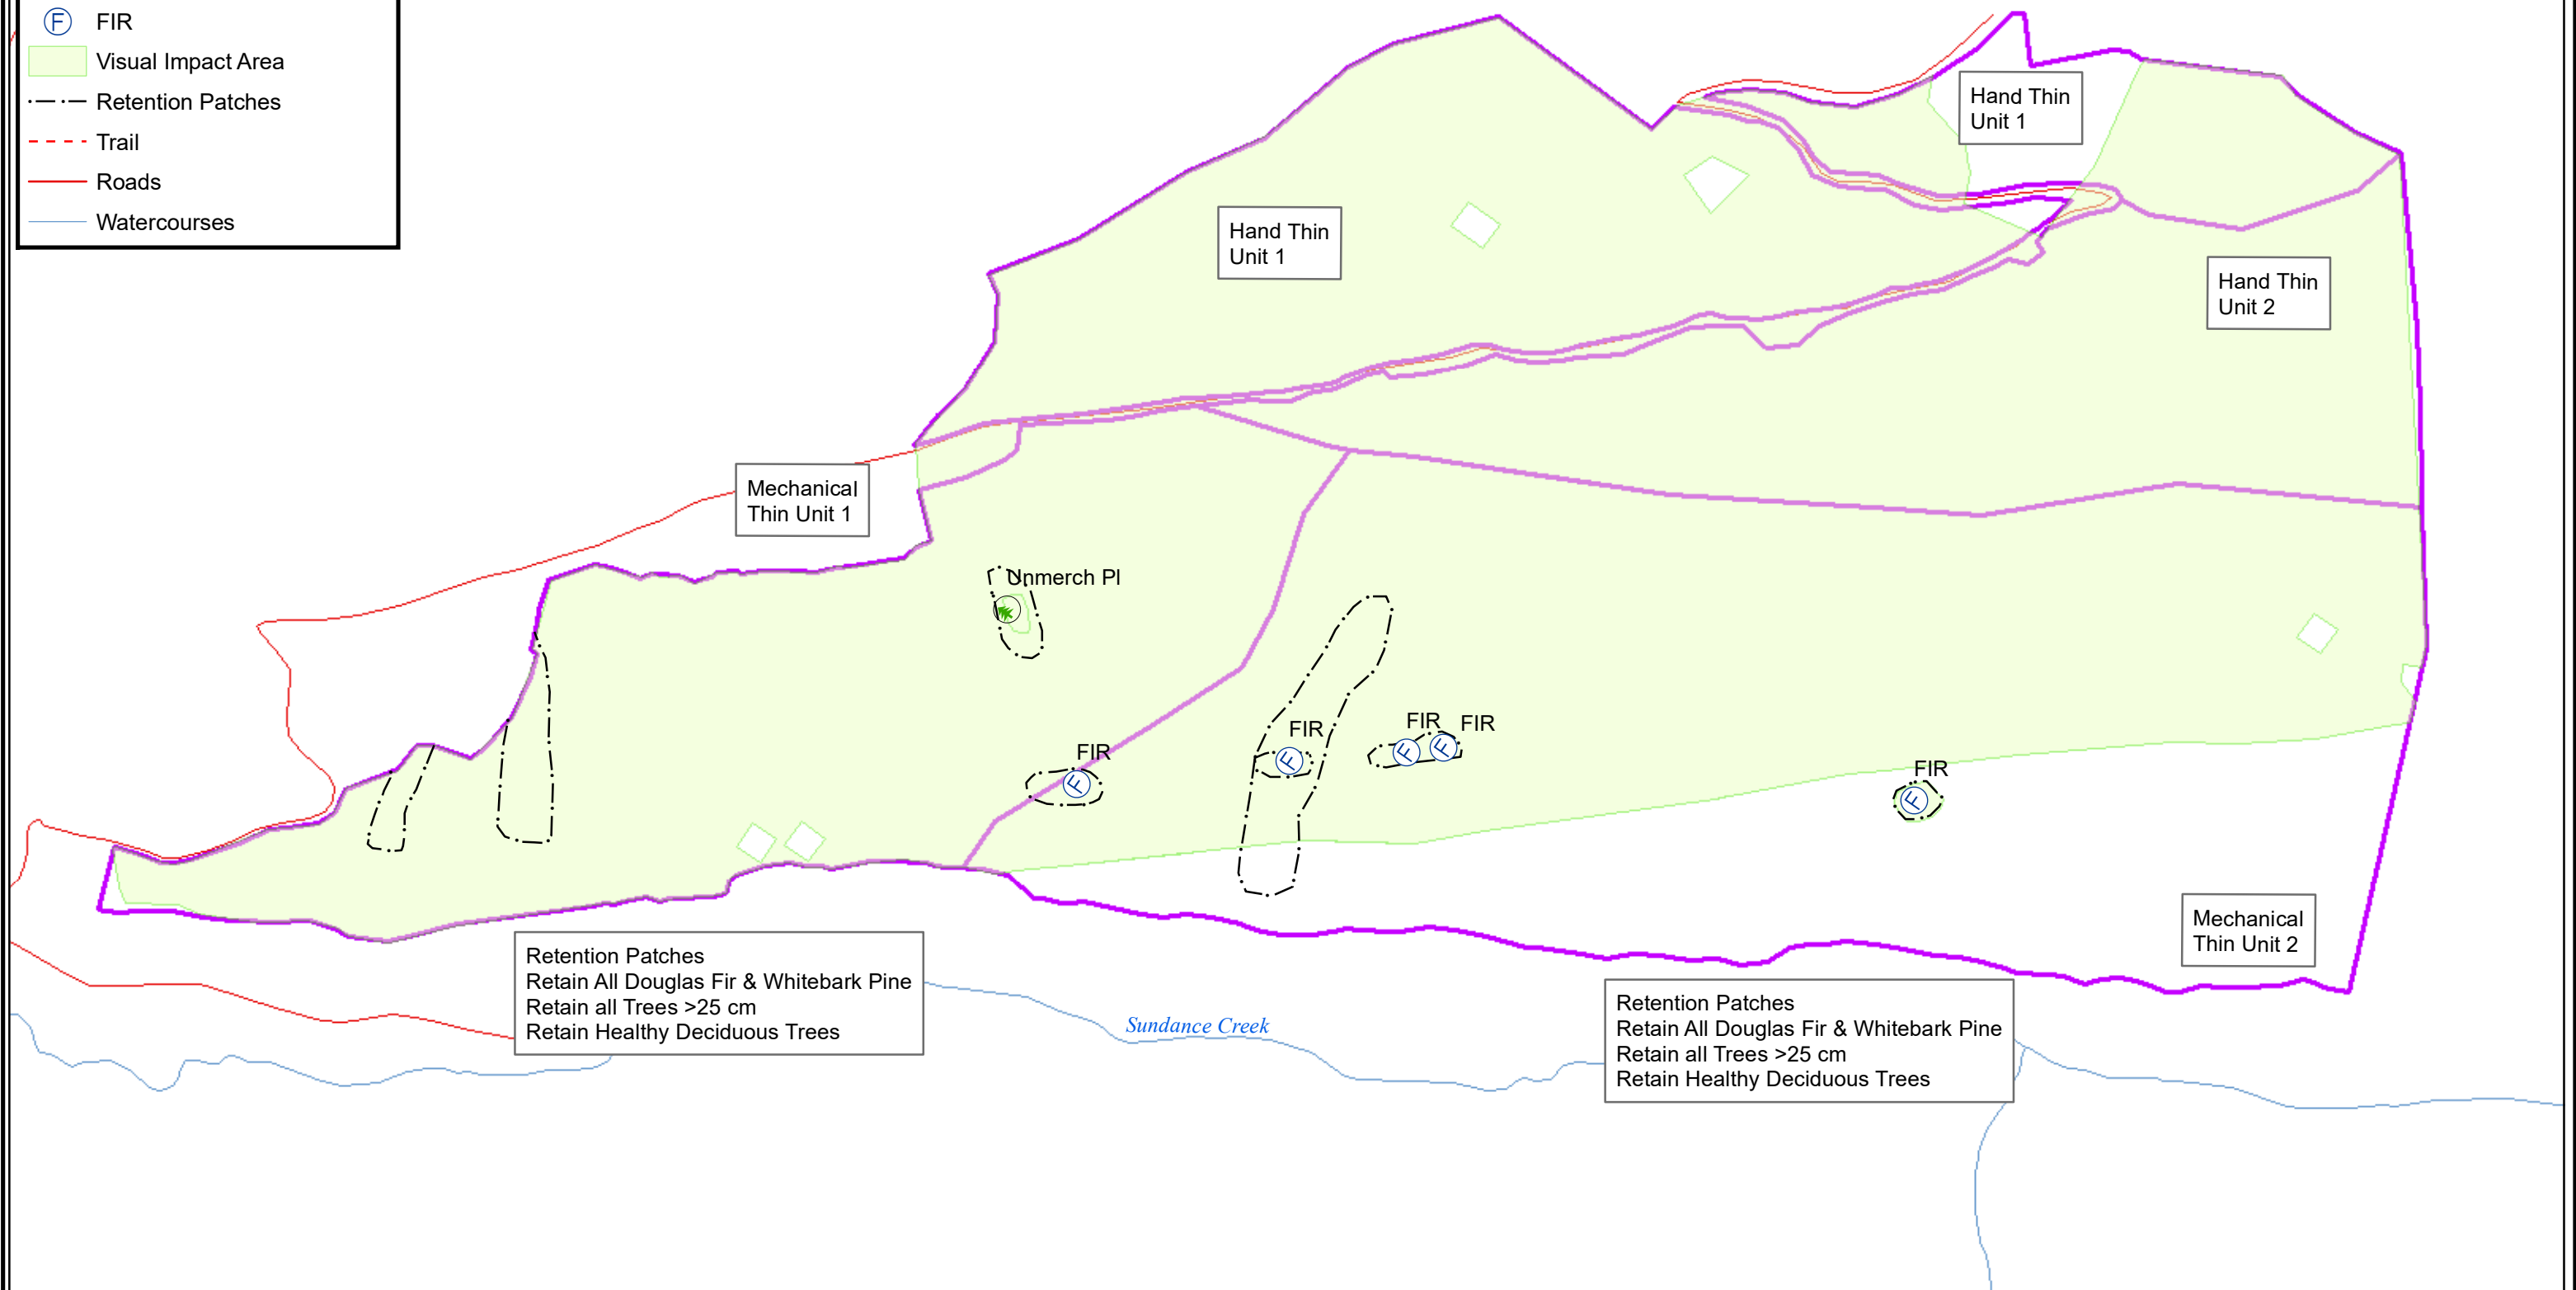 FIR
Visual Impact Area
Retention Patches
Trail
Roads
Watercourses
Hand Thin
Unit 1
Hand Thin
Unit 1
Hand Thin
Unit 2
Mechanical
Thin Unit 1
Unmerch Pl
FIR
FIR
FIR
FIR
FIR
F
F
F
F
F
F
Mechanical
Thin Unit 2
Retention Patches
Retain All Douglas Fir & Whitebark Pine
Retain all Trees >25 cm
Retain Healthy Deciduous Trees
Sundance Creek
Retention Patches
Retain All Douglas Fir & Whitebark Pine
Retain all Trees >25 cm
Retain Healthy Deciduous Trees